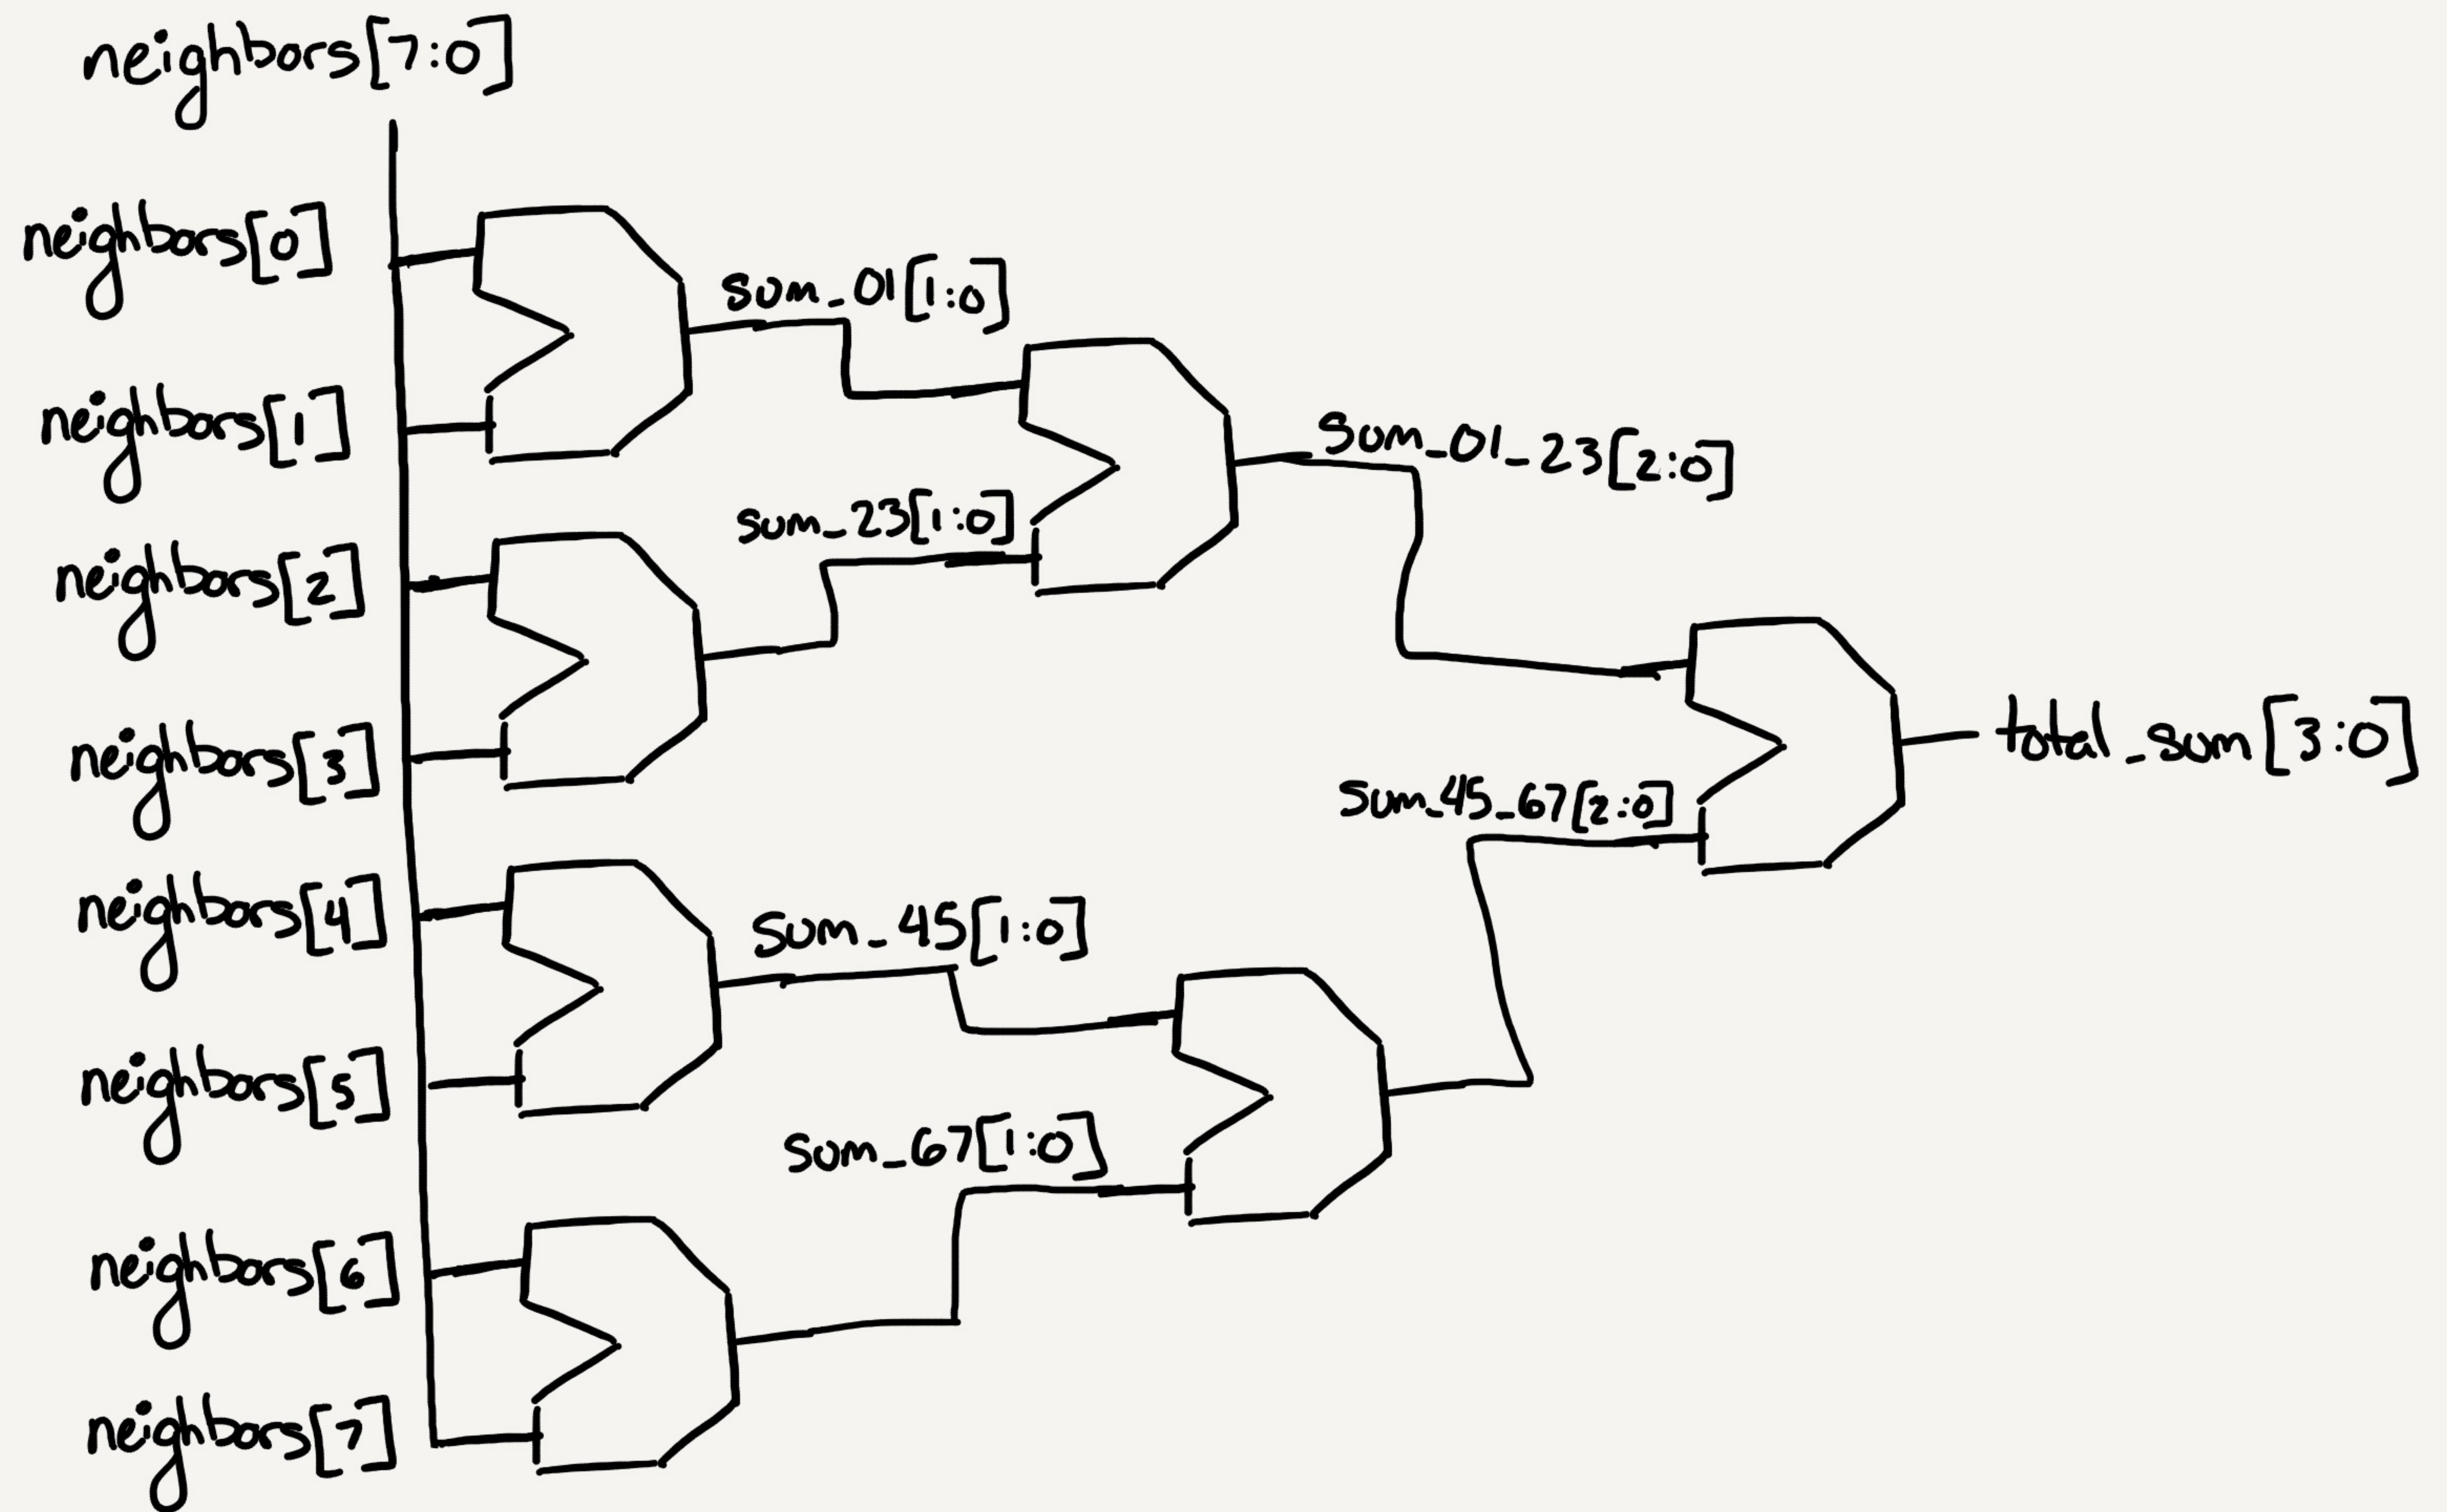 neighbors[7:0]
neighbors[0]
sum_01[1:0]
neighbors[1]
sum_01_23[2:0]
sum_23[1:0]
neighbors[2]
neighbors[3]
total_sum[3:0]
sum_45_67[2:0]
neighbors[4]
sum_45[1:0]
neighbors[5]
sum_67[1:0]
neighbors[6]
neighbors[7]